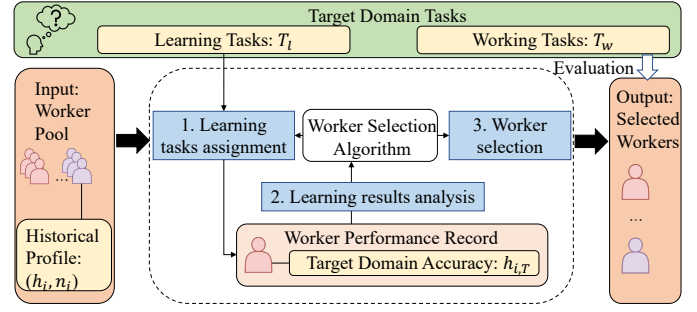 Target Domain Tasks
Learning Tasks: T_l
Working Tasks: T_w
Evaluation
Input:
Worker
Pool
...
Historical
Profile:
(h_i, n_i)
1. Learning
tasks assignment
Worker Selection
Algorithm
3. Worker
selection
2. Learning results analysis
Worker Performance Record
Target Domain Accuracy: h_{i,T}
Output:
Selected
Workers
...